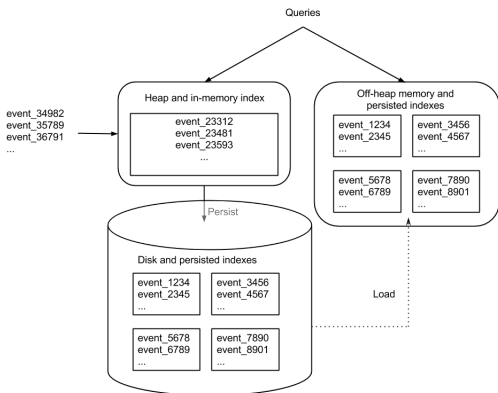 Queries
Heap and in-memory index
event_23312
event_23481
event_23593
...
Off-heap memory and
persisted indexes
event_1234
event_2345
...
event_3456
event_4567
...
event_5678
event_6789
...
event_7890
event_8901
...
event_34982
event_35789
event_36791
...
Persist
Disk and persisted indexes
event_1234
event_2345
...
event_3456
event_4567
...
event_5678
event_6789
...
event_7890
event_8901
...
Load